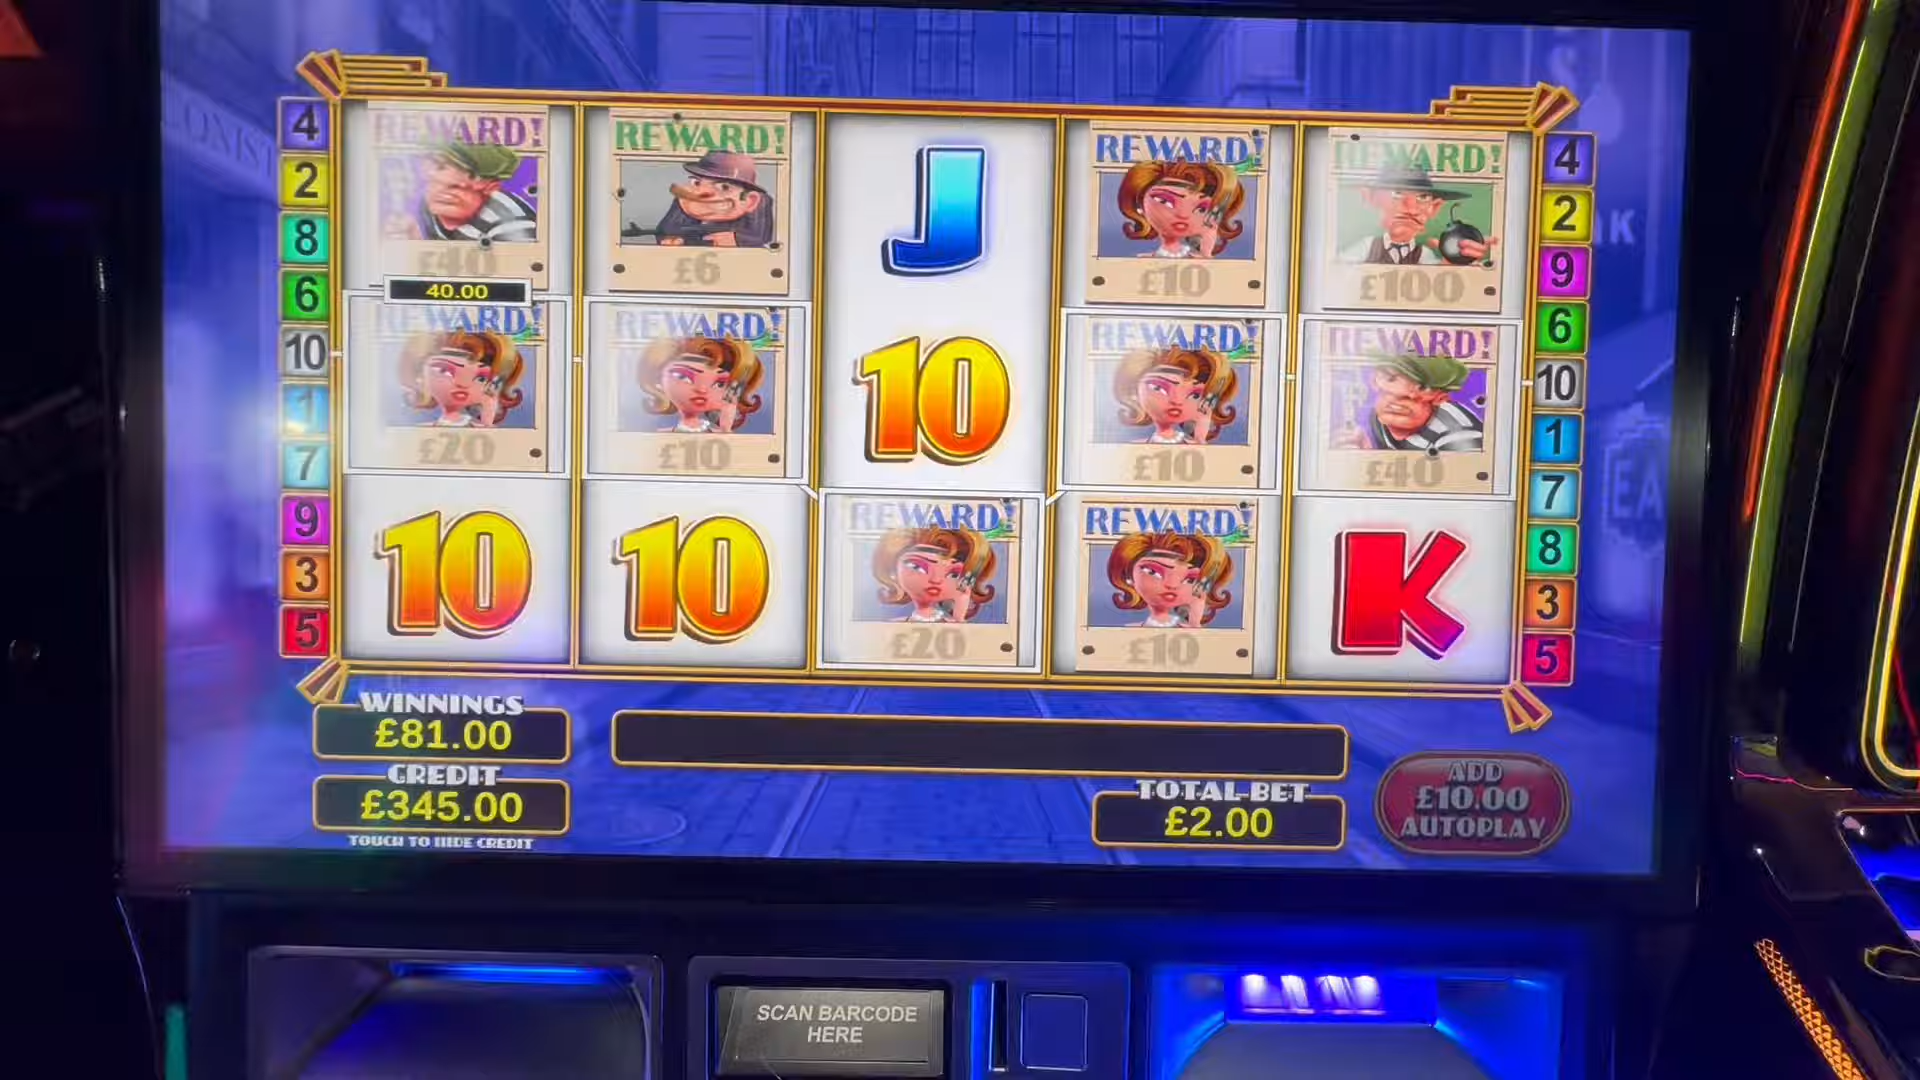 4 REWARD! REWARD! J REWARD! REWARD! 4
2 2
8 £40 £6 £10 £100 9
6 40.00 6
10 REWARD! REWARD! 10 REWARD! REWARD! 10
1 1
7 £20 £10 £10 £40 7
9 REWARD! REWARD! 8
3 10 10 K 3
5 £20 £10 5
WINNINGS
£81.00
CREDIT
£345.00
TOUCH TO HIDE CREDIT
TOTAL BET
£2.00
ADD
£10.00
AUTOPLAY
SCAN BARCODE
HERE